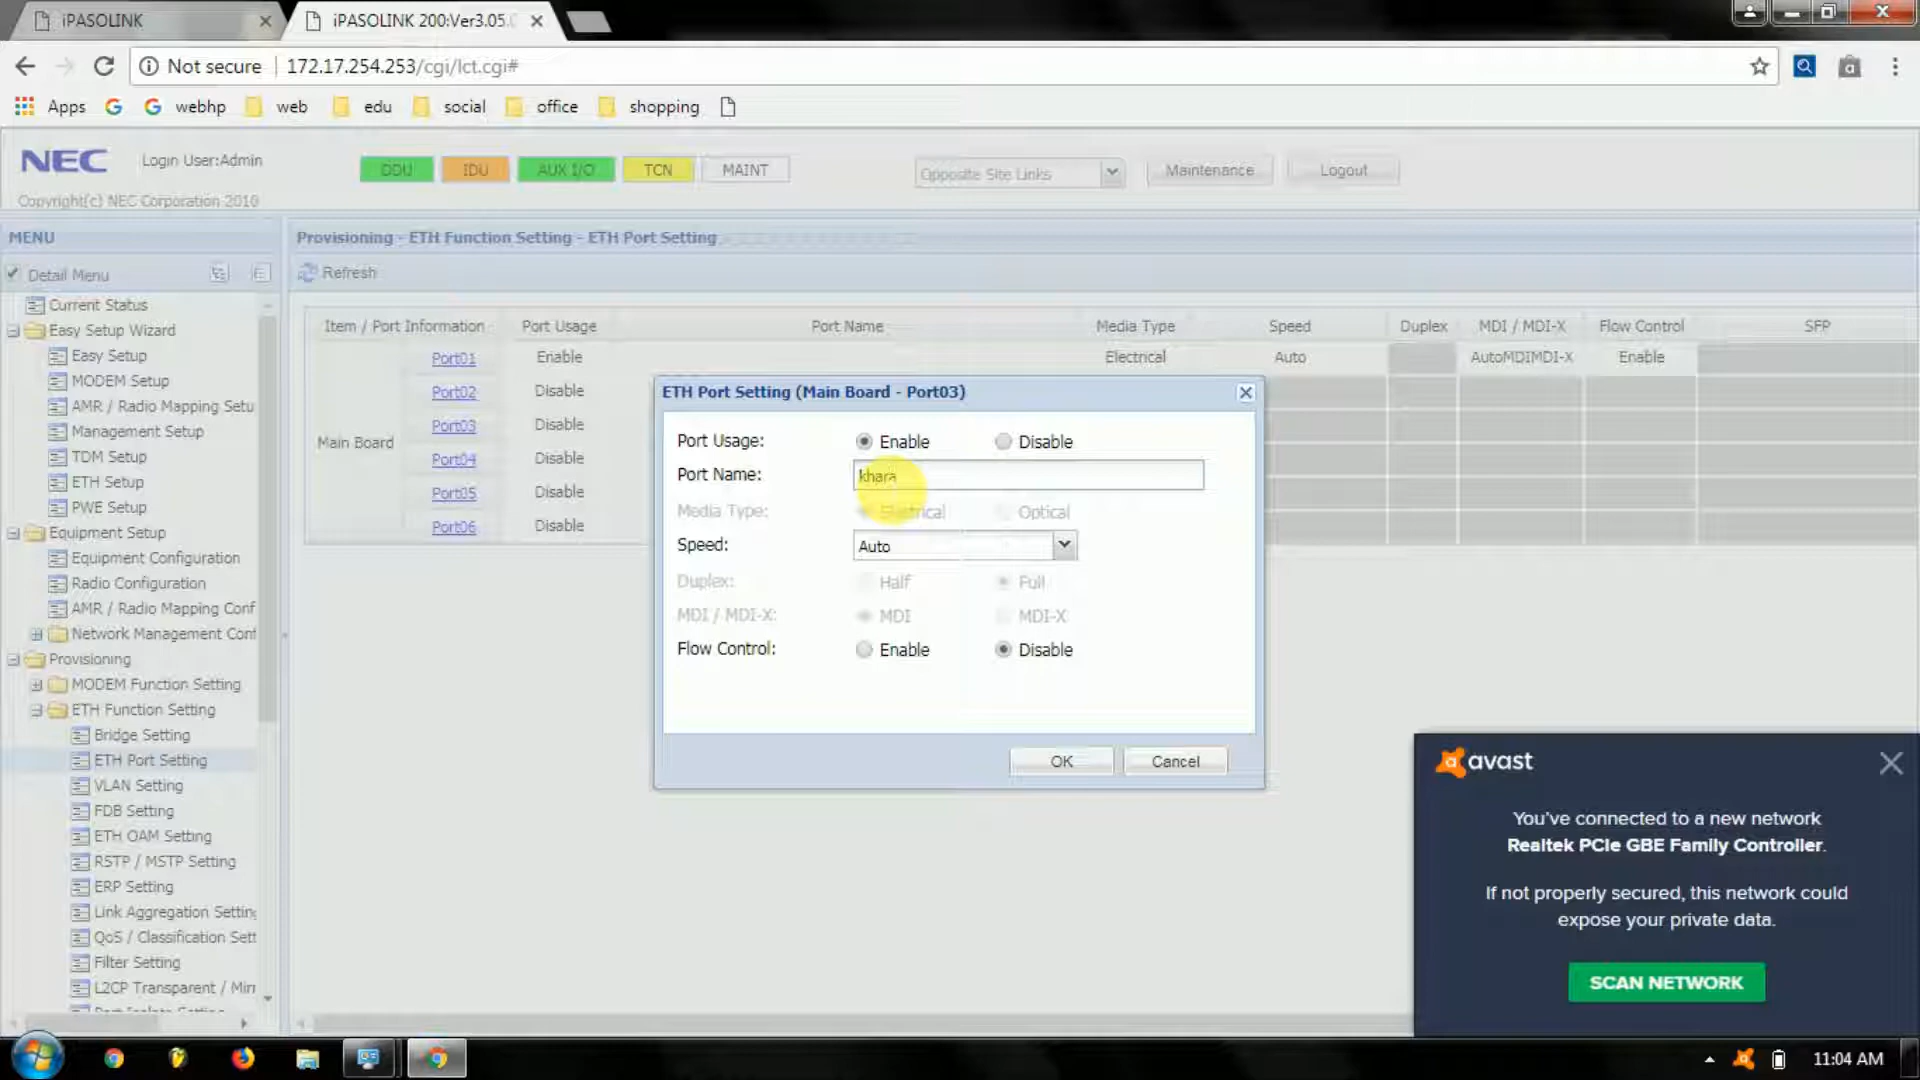 iPASOLINK
iPASOLINK 200:Ver3.05.0
Not secure 172.17.254.253/cgi/lct.cgi#
Apps webhp web edu social office shopping
NEC Login User:Admin
Copyright(c) NEC Corporation 2010
ODU IDU AUX I/O TCN MAINT
Opposite Site Links Maintenance Logout
MENU
Detail Menu
Current Status
Easy Setup Wizard
Easy Setup
MODEM Setup
AMR / Radio Mapping Setu
Management Setup
TDM Setup
ETH Setup
PWE Setup
Equipment Setup
Equipment Configuration
Radio Configuration
AMR / Radio Mapping Conf
Network Management Conf
Provisioning
MODEM Function Setting
ETH Function Setting
Bridge Setting
ETH Port Setting
VLAN Setting
FDB Setting
ETH OAM Setting
RSTP / MSTP Setting
ERP Setting
Link Aggregation Setting
QoS / Classification Sett
Filter Setting
L2CP Transparent / Mirr
Port Isolate Setting
Provisioning - ETH Function Setting - ETH Port Setting
Refresh
Item / Port Information Port Usage Port Name Media Type Speed Duplex MDI / MDI-X Flow Control SFP
Main Board
Port01 Enable Electrical Auto AutoMDIMDI-X Enable
Port02 Disable
Port03 Disable
Port04 Disable
Port05 Disable
Port06 Disable
ETH Port Setting (Main Board - Port03)
Port Usage: Enable Disable
Port Name: khara
Media Type: Electrical Optical
Speed: Auto
Duplex: Half Full
MDI / MDI-X: MDI MDI-X
Flow Control: Enable Disable
OK Cancel
avast
You've connected to a new network
Realtek PCIe GBE Family Controller.
If not properly secured, this network could
expose your private data.
SCAN NETWORK
11:04 AM